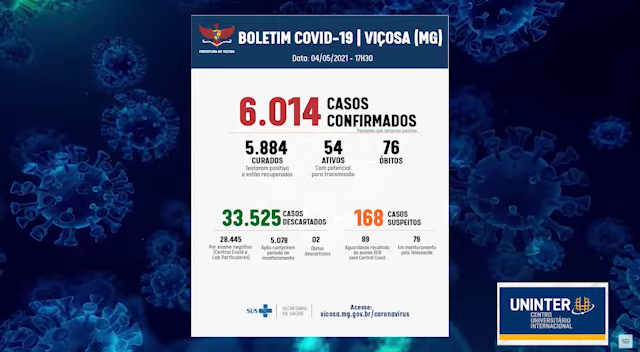 BOLETIM COVID-19 | VIÇOSA (MG)
PREFEITURA DE VIÇOSA
Data: 04/05/2021 - 17H30
6.014 CASOS CONFIRMADOS
Pacientes que testaram positivo
5.884
CURADOS
Testaram positivo
e estão recuperados
54
ATIVOS
Com potencial
para transmissão
76
ÓBITOS
33.525 CASOS DESCARTADOS
28.445
Por exame negativo
(Central Covid e
Lab. Particulares)
5.078
Após cumprirem
período de
monitoramento
02
Óbitos
descartados
168 CASOS SUSPEITOS
89
Aguardando resultado
do exame PCR
pela Central Covid
79
Em monitoramento
pelo Telessaúde
SUS
SECRETARIA
DE SAÚDE
Acesse:
vicosa.mg.gov.br/coronavirus
UNINTER
CENTRO
UNIVERSITÁRIO
INTERNACIONAL